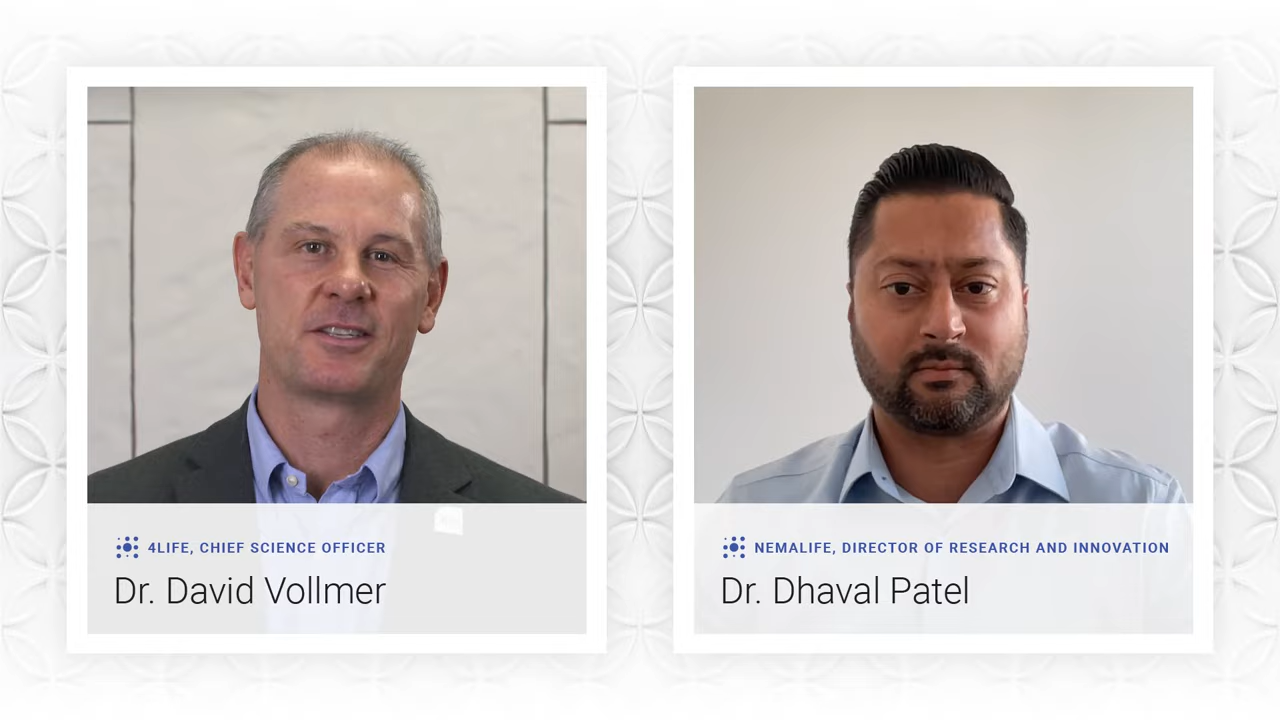 4LIFE, CHIEF SCIENCE OFFICER
Dr. David Vollmer
NEMALIFE, DIRECTOR OF RESEARCH AND INNOVATION
Dr. Dhaval Patel